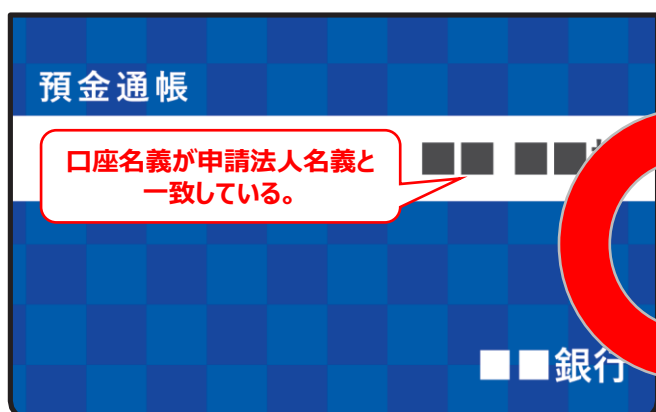 預金通帳
口座名義が申請法人名義と
一致している。
■■ ■■
■■銀行